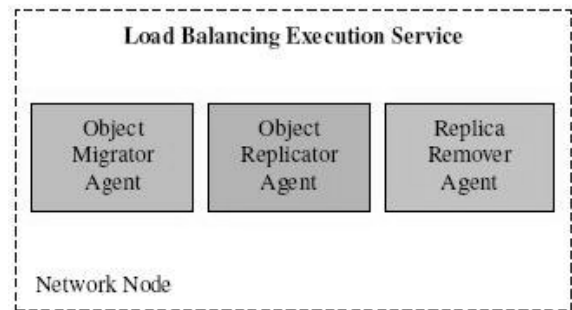 Load Balancing Execution Service
Object
Migrator
Agent
Object
Replicator
Agent
Replica
Remover
Agent
Network Node